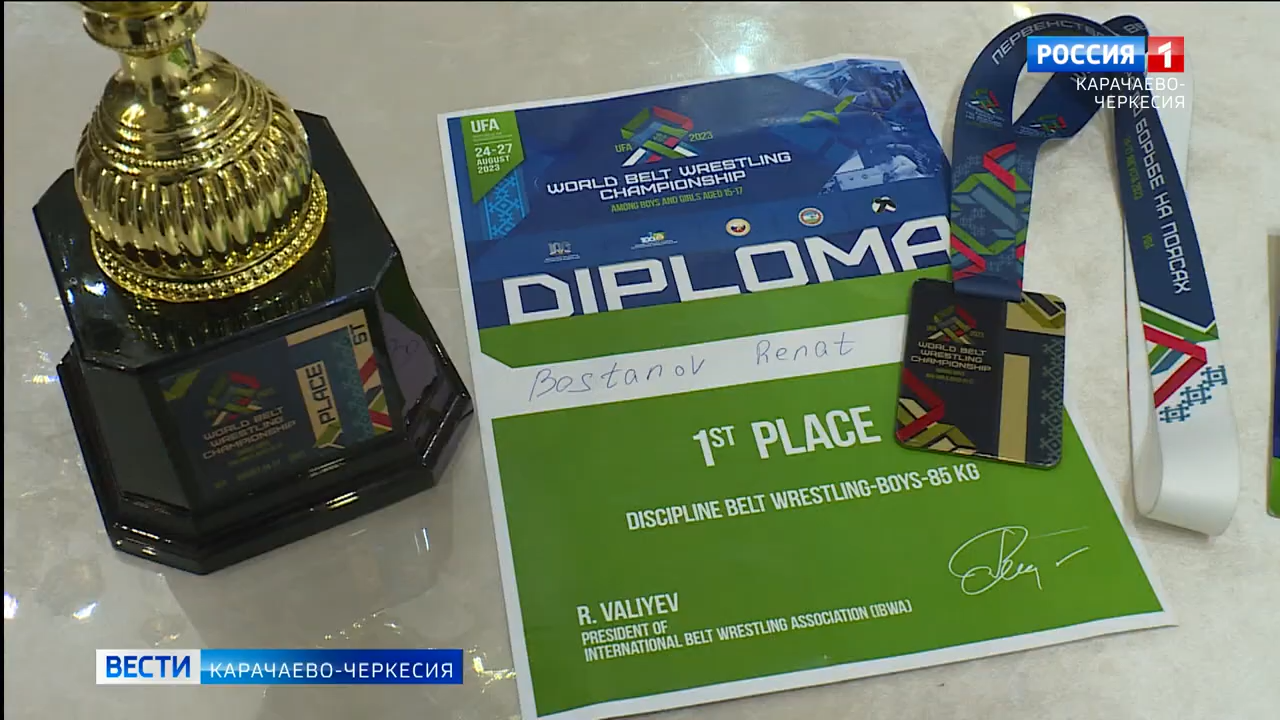 РОССИЯ 1
КАРАЧАЕВО-
ЧЕРКЕСИЯ
UFA
24-27
AUGUST
2023
UFA 2023
WORLD BELT WRESTLING
CHAMPIONSHIP
AMONG BOYS AND GIRLS AGED 15-17
DIPLOMA
Bostanov Renat
1ST PLACE
DISCIPLINE BELT WRESTLING-BOYS-85 KG
R. VALIYEV
PRESIDENT OF
INTERNATIONAL BELT WRESTLING ASSOCIATION (IBWA)
WORLD BELT
WRESTLING
CHAMPIONSHIP
PLACE
ST
UFA 2023
WORLD BELT
WRESTLING
CHAMPIONSHIP
ПЕРВЕНСТВО
БОРЬБЕ НА ПОЯСАХ
ВЕСТИ КАРАЧАЕВО-ЧЕРКЕСИЯ